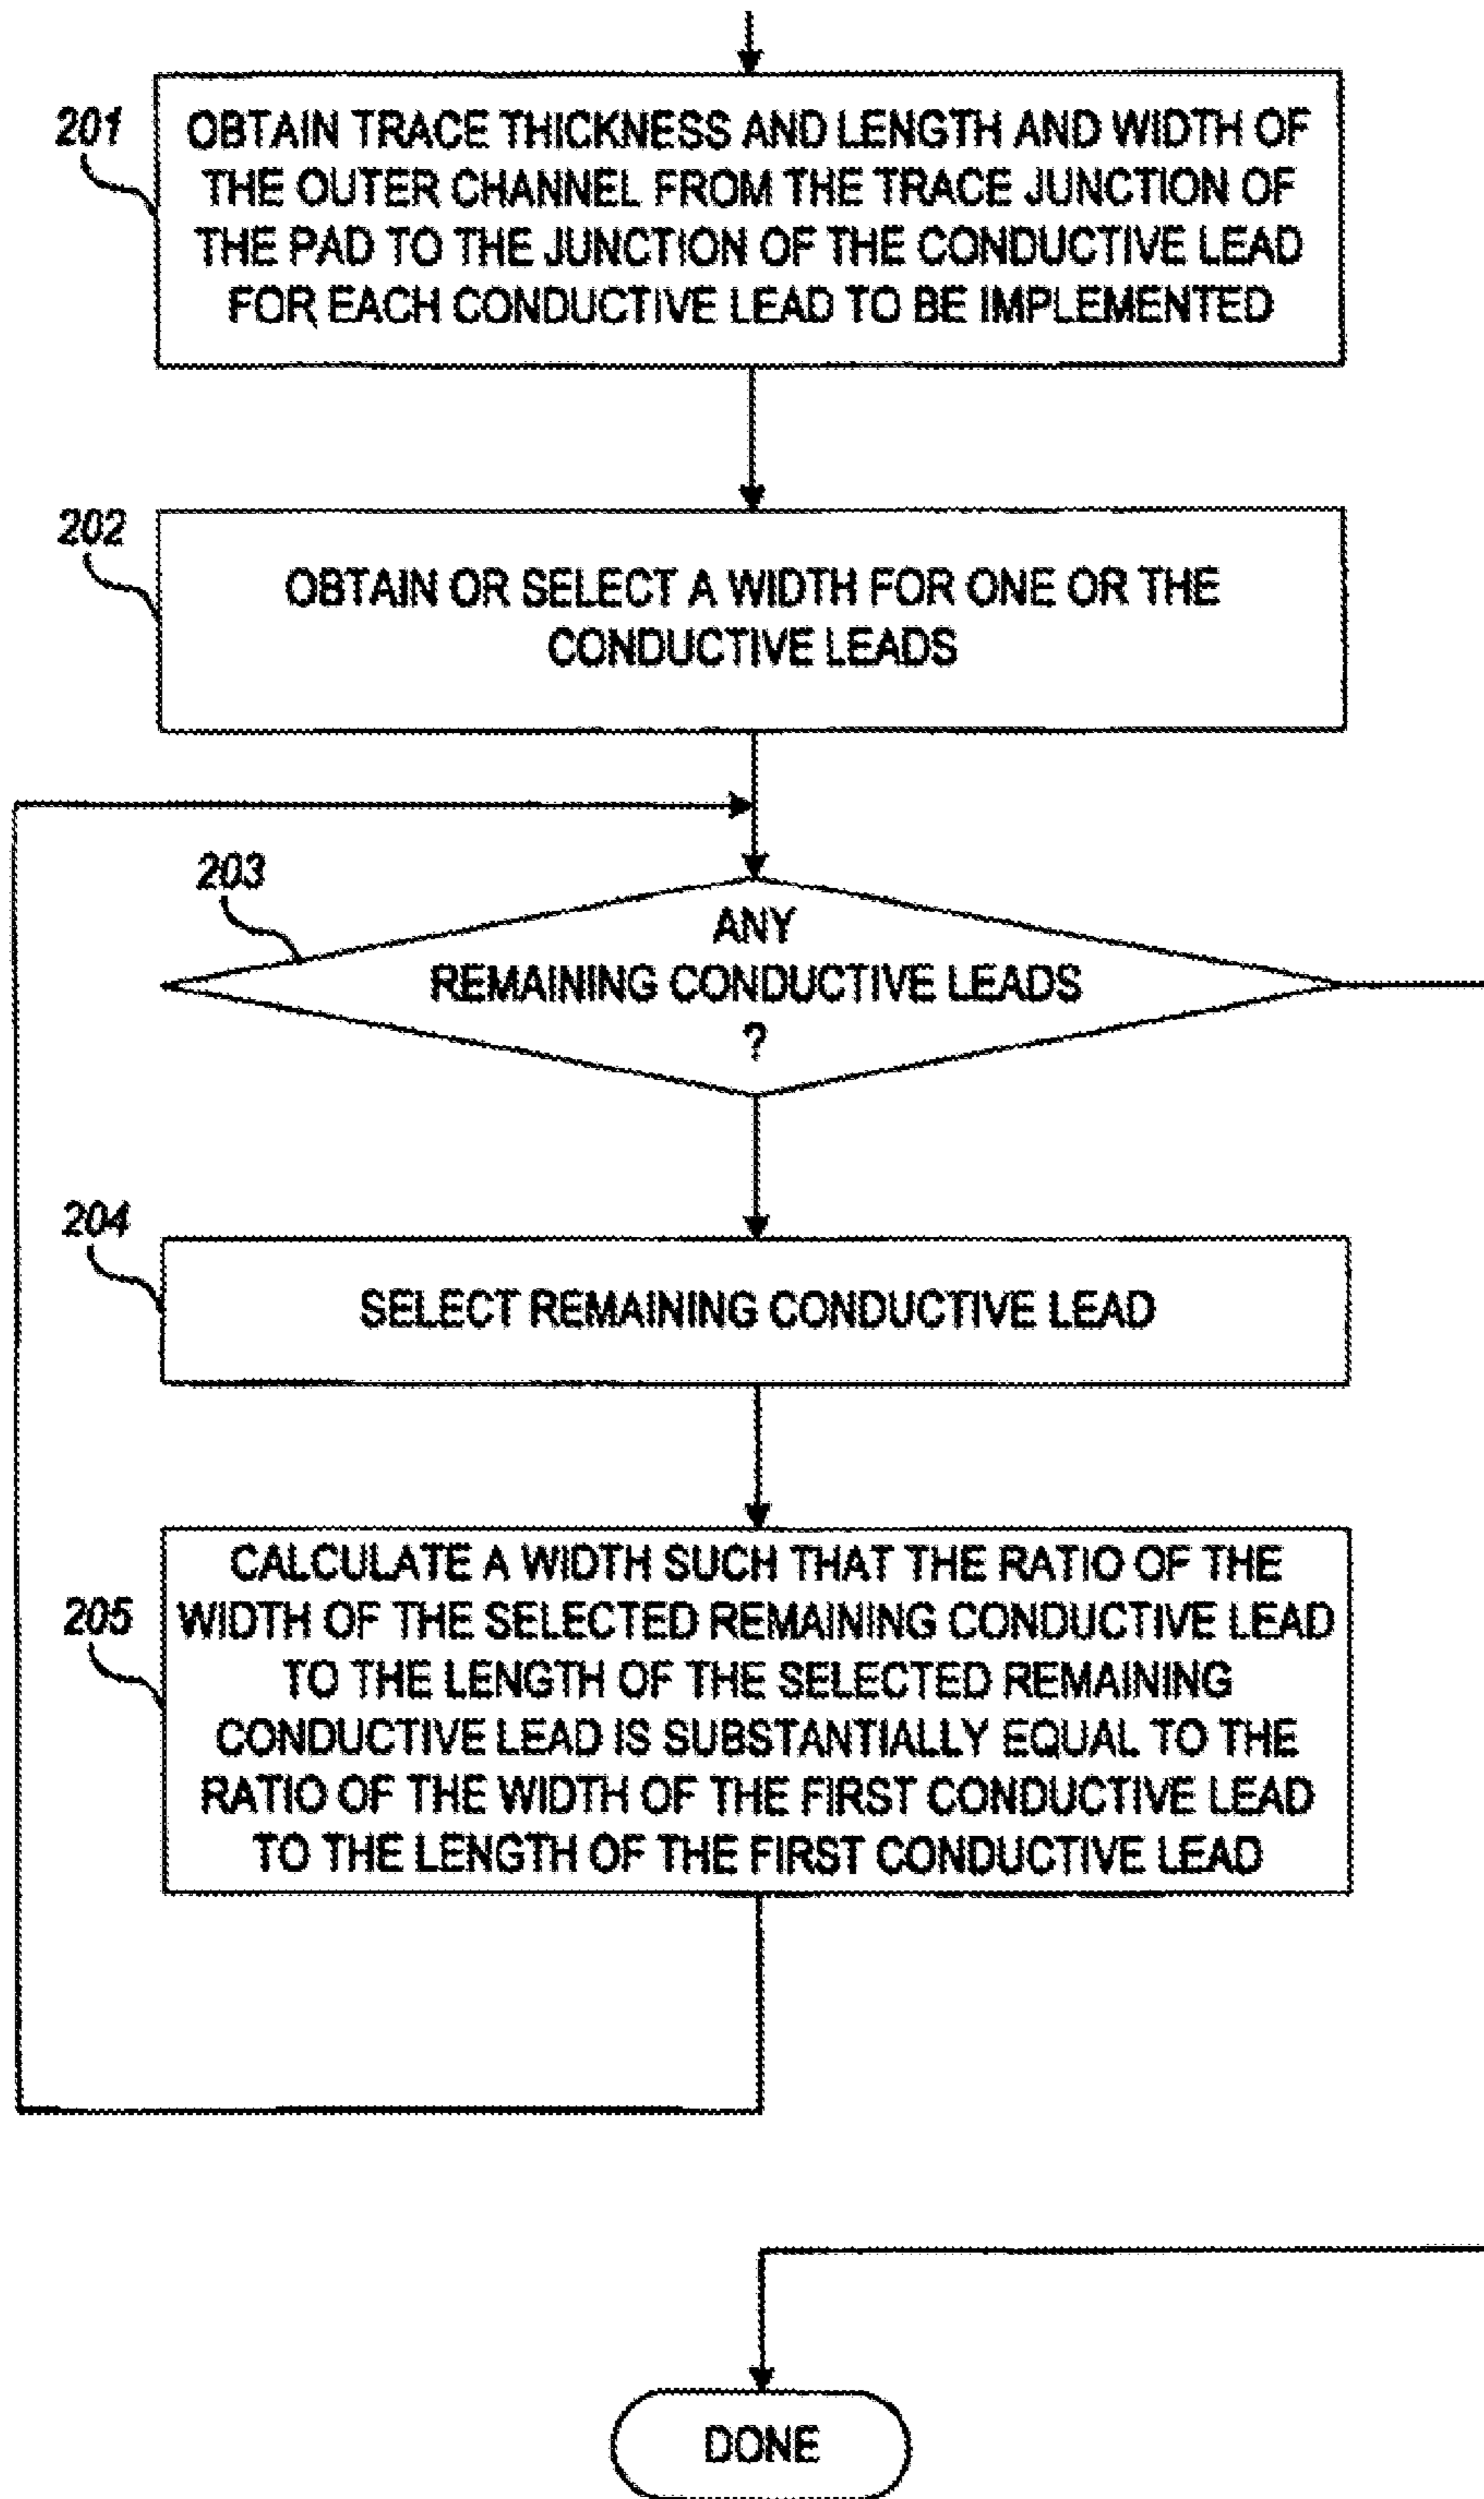 201
OBTAIN TRACE THICKNESS AND LENGTH AND WIDTH OF
THE OUTER CHANNEL FROM THE TRACE JUNCTION OF
THE PAD TO THE JUNCTION OF THE CONDUCTIVE LEAD
FOR EACH CONDUCTIVE LEAD TO BE IMPLEMENTED
202
OBTAIN OR SELECT A WIDTH FOR ONE OR THE
CONDUCTIVE LEADS
203
ANY
REMAINING CONDUCTIVE LEADS
?
204
SELECT REMAINING CONDUCTIVE LEAD
205
CALCULATE A WIDTH SUCH THAT THE RATIO OF THE
WIDTH OF THE SELECTED REMAINING CONDUCTIVE LEAD
TO THE LENGTH OF THE SELECTED REMAINING
CONDUCTIVE LEAD IS SUBSTANTIALLY EQUAL TO THE
RATIO OF THE WIDTH OF THE FIRST CONDUCTIVE LEAD
TO THE LENGTH OF THE FIRST CONDUCTIVE LEAD
DONE